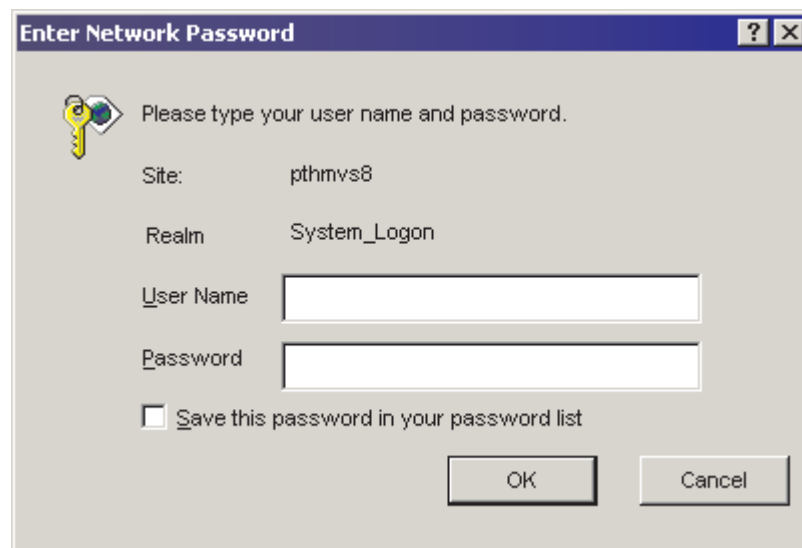 Enter Network Password
Please type your user name and password.
Site: pthmvs8
Realm System_Logon
User Name
Password
Save this password in your password list
OK Cancel